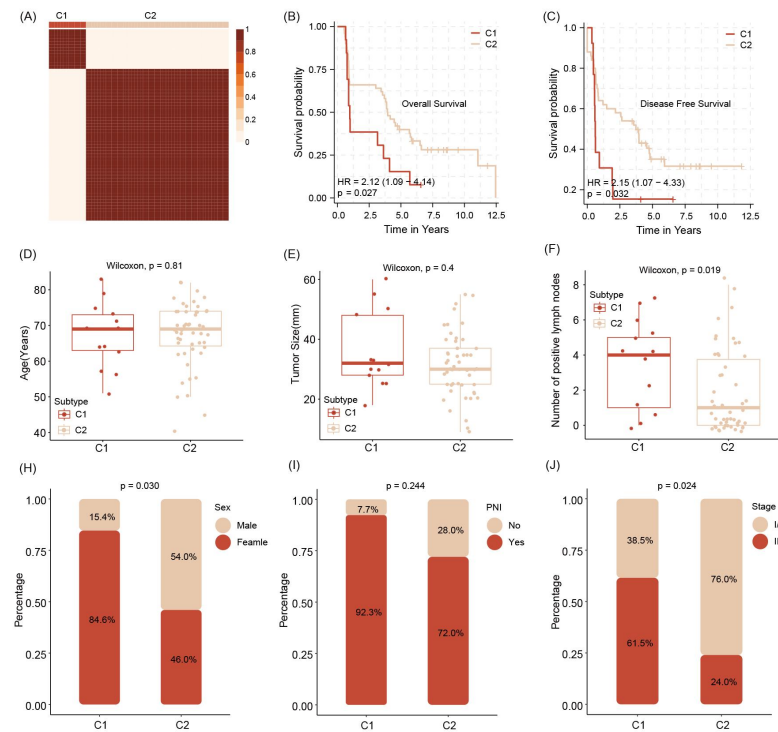 (A)
C1 C2
1
0.8
0.6
0.4
0.2
0
(B)
Survival probability
1.00
0.75
0.50
0.25
0.00
C1
C2
Overall Survival
HR = 2.12 (1.09 − 4.14)
p = 0.027
0.0 2.5 5.0 7.5 10.0 12.5
Time in Years
(C)
Survival probability
1.0
0.8
0.6
0.4
0.2
C1
C2
Disease Free Survival
HR = 2.15 (1.07 − 4.33)
p = 0.032
0.0 2.5 5.0 7.5 10.0 12.5
Time in Years
(D)
Wilcoxon, p = 0.81
Age(Years)
80
70
60
50
40
Subtype
C1
C2
C1 C2
(E)
Wilcoxon, p = 0.4
Tumor Size(mm)
60
40
20
Subtype
C1
C2
C1 C2
(F)
Wilcoxon, p = 0.019
Number of positive lymph nodes
8
6
4
2
0
Subtype
C1
C2
C1 C2
(H)
p = 0.030
Percentage
1.00
0.75
0.50
0.25
0.00
15.4%
84.6%
54.0%
46.0%
Sex
Male
Feamle
C1 C2
(I)
p = 0.244
Percentage
1.00
0.75
0.50
0.25
0.00
7.7%
92.3%
28.0%
72.0%
PNI
No
Yes
C1 C2
(J)
p = 0.024
Percentage
1.00
0.75
0.50
0.25
0.00
38.5%
61.5%
76.0%
24.0%
Stage
C1 C2